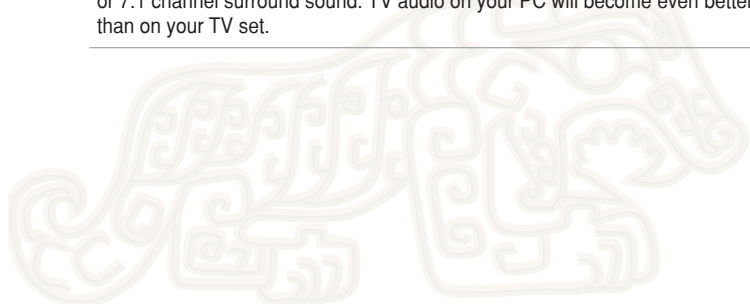 or 7.1 channel surround sound. TV audio on your PC will become even better
than on your TV set.